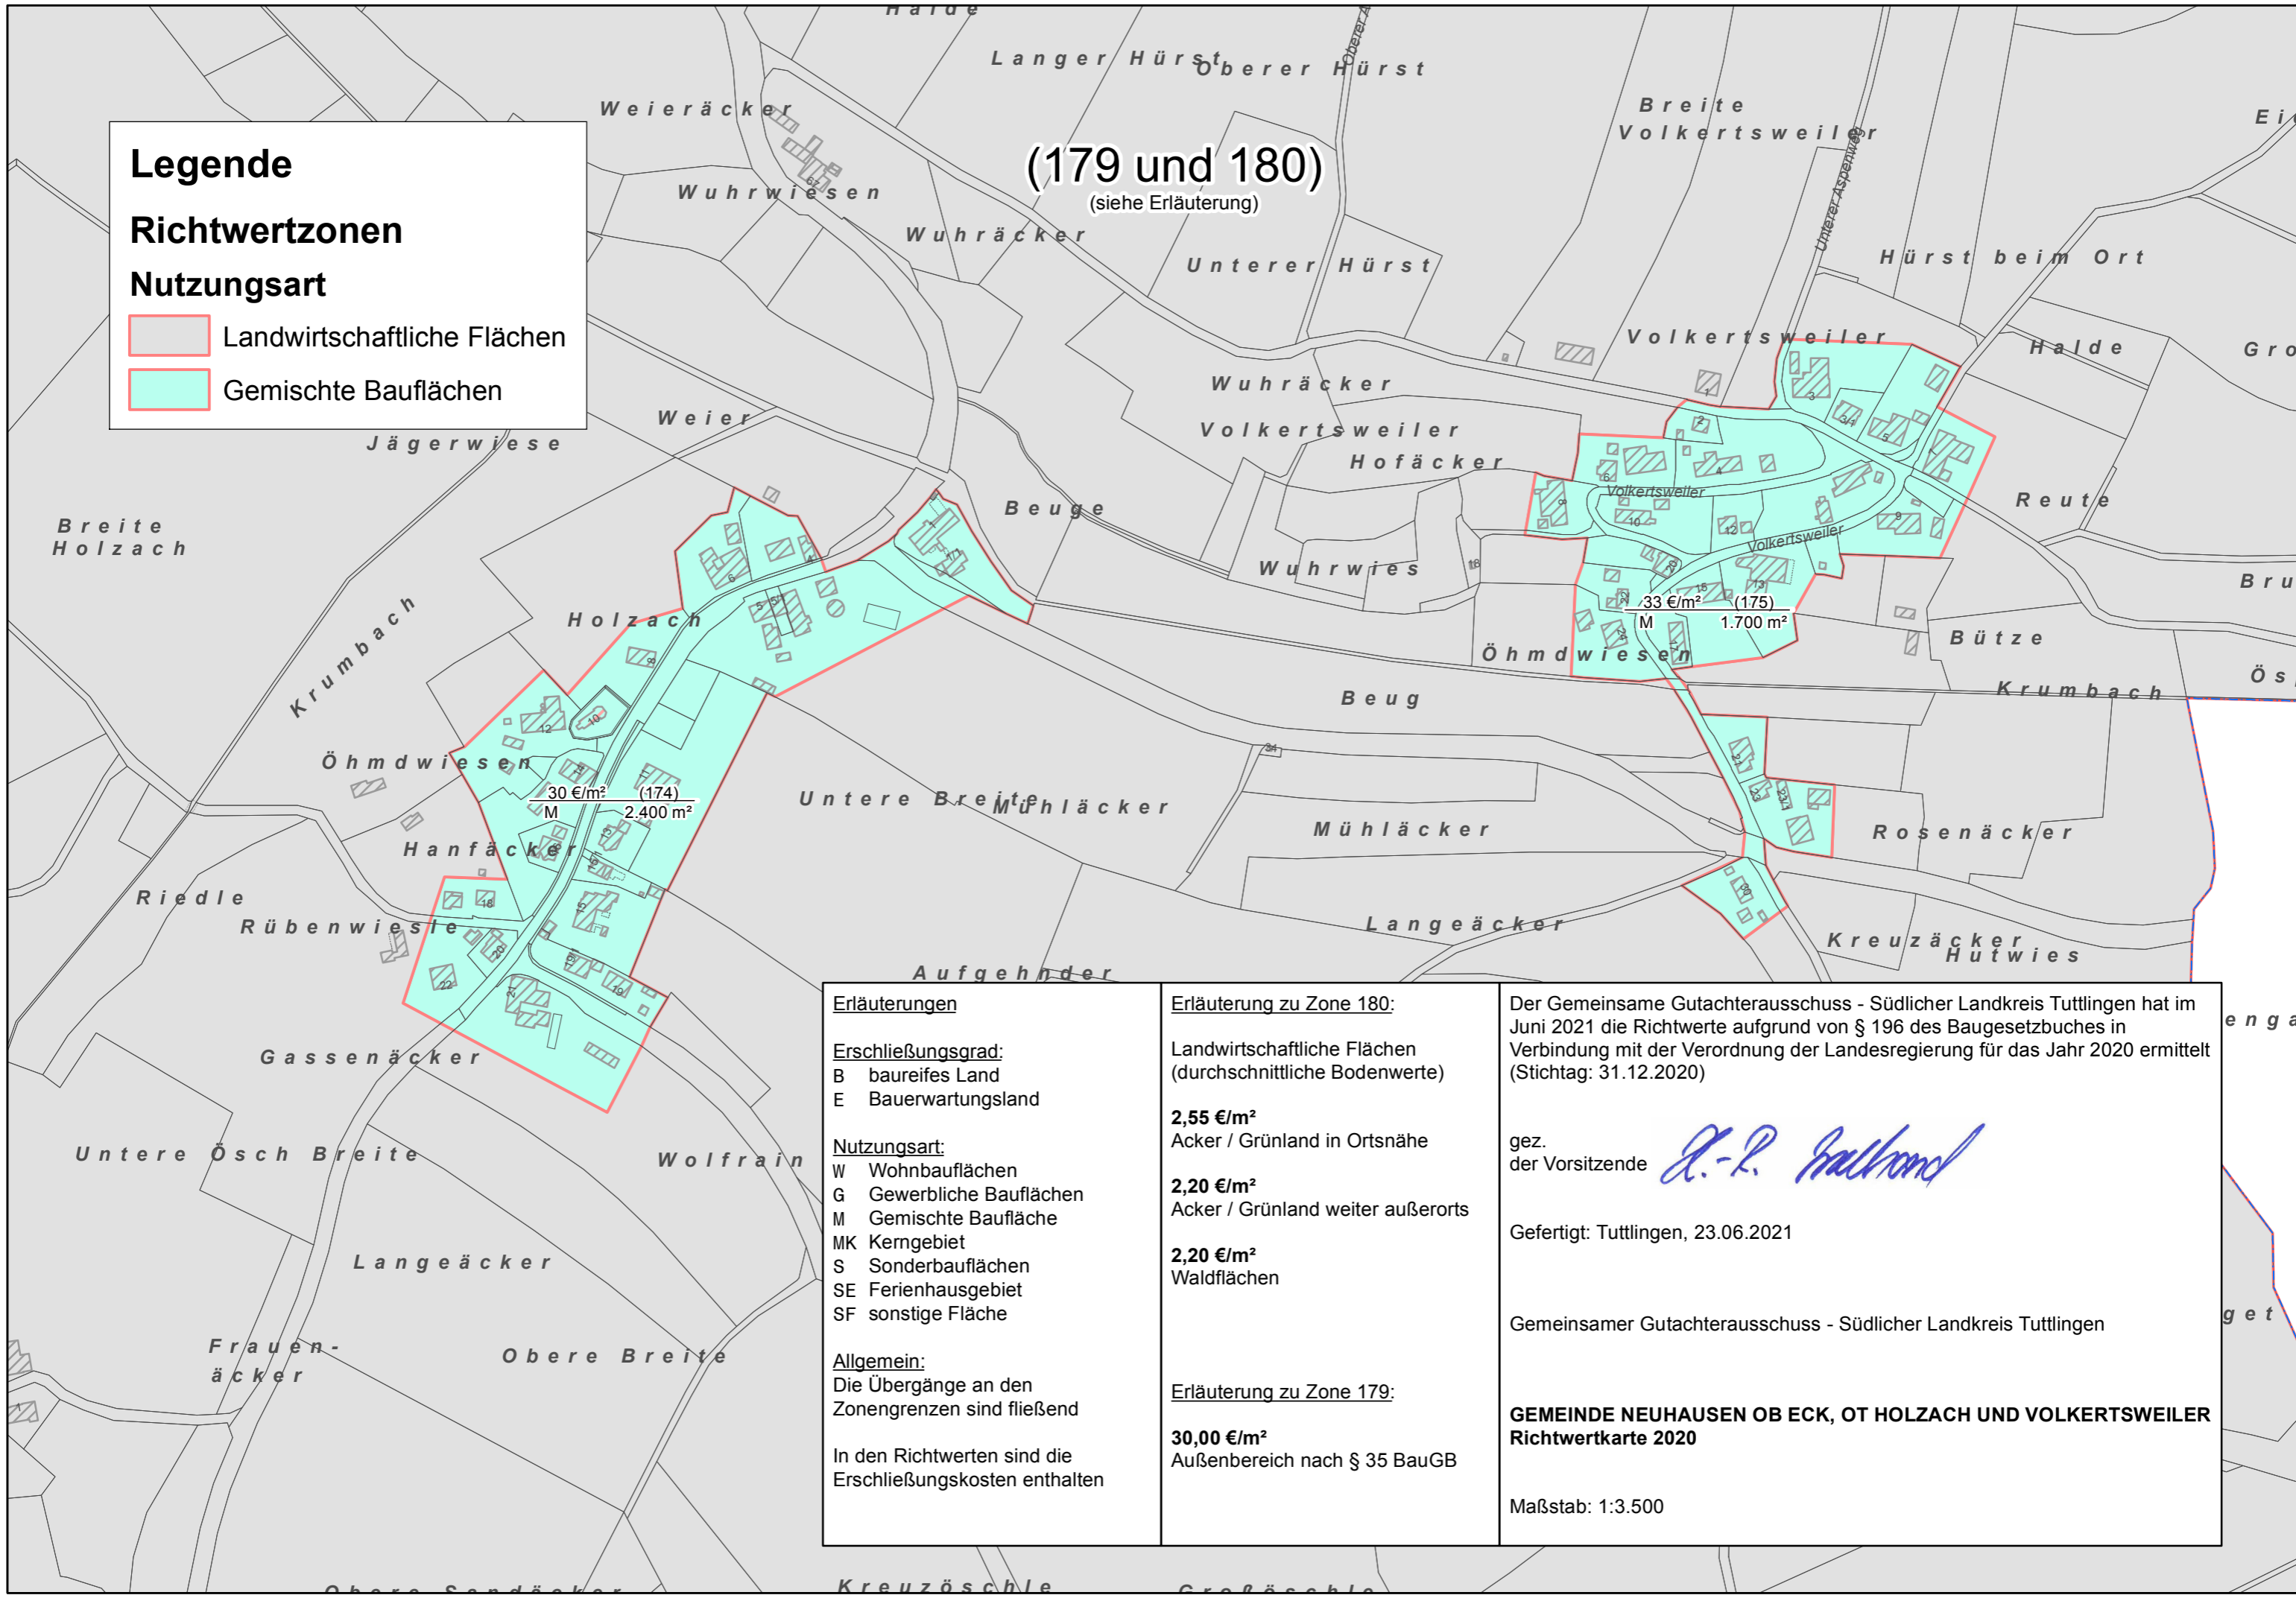 Halde
Langer Hürst
Oberer Hürst
Weieräcker
Breite
Volkertsweiler
Unterer Aspenweg
(179 und 180)
(siehe Erläuterung)
Wuhrwiesen
67
Wuhräcker
Unterer Hürst
Hürst beim Ort
Legende
Richtwertzonen
Nutzungsart
Landwirtschaftliche Flächen
Gemischte Bauflächen
Volkertsweiler
Halde
Wuhräcker
Volkertsweiler
Hofäcker
Weier
Jägerwiese
Beuge
Reute
Breite
Holzach
Volkertsweiler
Volkertsweiler
Wuhrwies
18
Holzach
Krumbach
33 €/m² (175)
M 1.700 m²
Bütze
Öhmdwiesen
Krumbach
Beug
Öhmdwiesen
34
30 €/m² (174)
M 2.400 m²
Untere Breite
Mühläcker
Mühläcker
Rosenäcker
Hanfäcker
Riedle
Rübenwiesle
Langeäcker
Kreuzäcker
Hutwies
Aufgehnder
Gassenäcker
Untere Ösch Breite
Wolfrain
Langeäcker
Frauen-
äcker
Obere Breite
Obere Sandäcker
Kreuzöschle
Großöschle
Erläuterungen
Erschließungsgrad:
B baureifes Land
E Bauerwartungsland
Nutzungsart:
W Wohnbauflächen
G Gewerbliche Bauflächen
M Gemischte Baufläche
MK Kerngebiet
S Sonderbauflächen
SE Ferienhausgebiet
SF sonstige Fläche
Allgemein:
Die Übergänge an den
Zonengrenzen sind fließend
In den Richtwerten sind die
Erschließungskosten enthalten
Erläuterung zu Zone 180:
Landwirtschaftliche Flächen
(durchschnittliche Bodenwerte)
2,55 €/m²
Acker / Grünland in Ortsnähe
2,20 €/m²
Acker / Grünland weiter außerorts
2,20 €/m²
Waldflächen
Erläuterung zu Zone 179:
30,00 €/m²
Außenbereich nach § 35 BauGB
Der Gemeinsame Gutachterausschuss - Südlicher Landkreis Tuttlingen hat im
Juni 2021 die Richtwerte aufgrund von § 196 des Baugesetzbuches in
Verbindung mit der Verordnung der Landesregierung für das Jahr 2020 ermittelt
(Stichtag: 31.12.2020)
gez.
der Vorsitzende
Gefertigt: Tuttlingen, 23.06.2021
Gemeinsamer Gutachterausschuss - Südlicher Landkreis Tuttlingen
GEMEINDE NEUHAUSEN OB ECK, OT HOLZACH UND VOLKERTSWEILER
Richtwertkarte 2020
Maßstab: 1:3.500